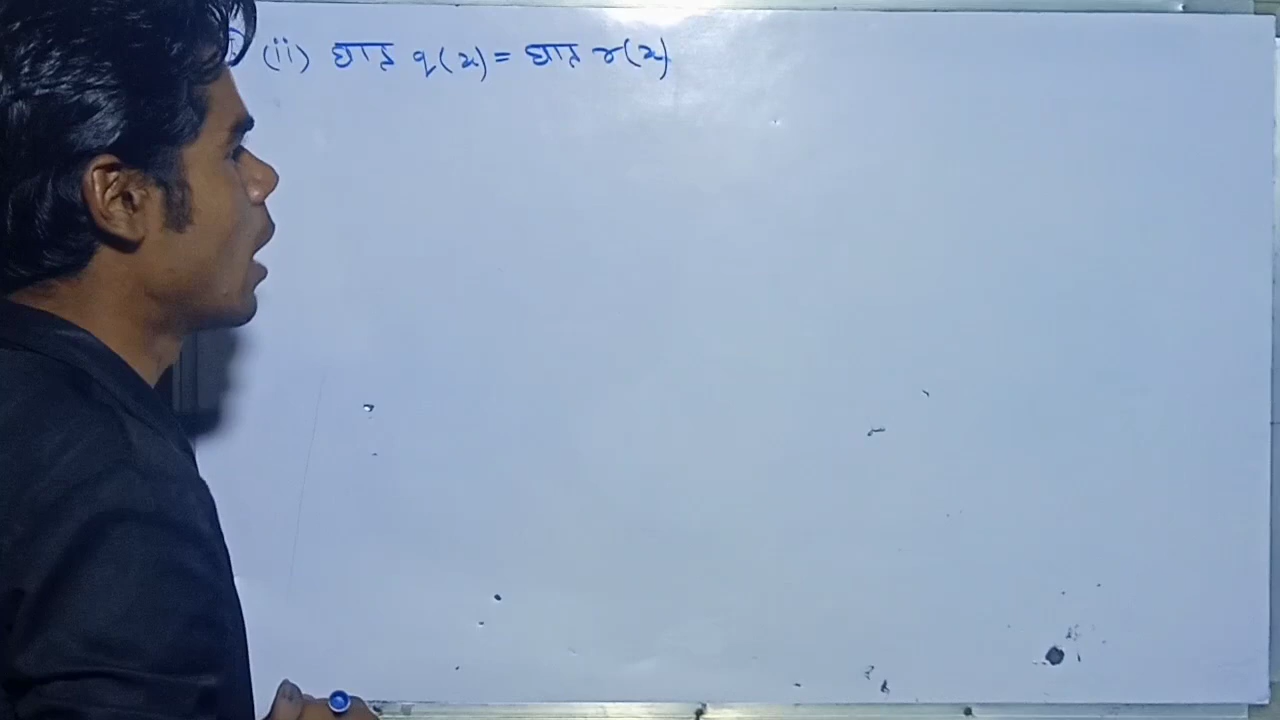 (ii) घात q(x) = घात r(x)